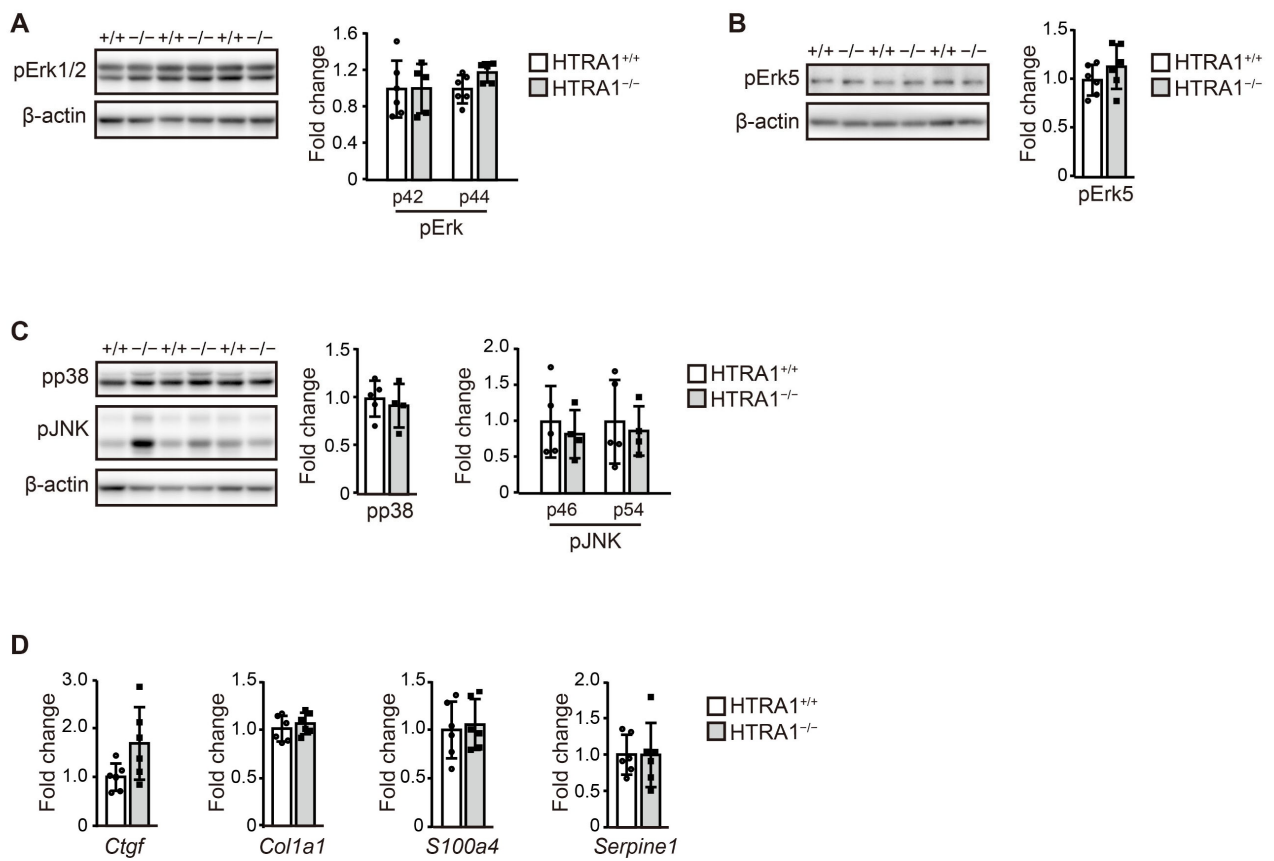 A
+/+ −/− +/+ −/− +/+ −/−
pErk1/2
β-actin
Fold change
1.6
1.2
0.8
0.4
0
p42 p44
pErk
HTRA1+/+
HTRA1−/−
B
+/+ −/− +/+ −/− +/+ −/−
pErk5
β-actin
Fold change
1.5
1.0
0.5
0
pErk5
HTRA1+/+
HTRA1−/−
C
+/+ −/− +/+ −/− +/+ −/−
pp38
pJNK
β-actin
Fold change
1.5
1.0
0.5
0
pp38
Fold change
2.0
1.5
1.0
0.5
0
p46 p54
pJNK
HTRA1+/+
HTRA1−/−
D
Fold change
3.0
2.0
1.0
0
Ctgf
Fold change
1.5
1.0
0.5
0
Col1a1
Fold change
1.5
1.0
0.5
0
S100a4
Fold change
2.0
1.5
1.0
0.5
0
Serpine1
HTRA1+/+
HTRA1−/−